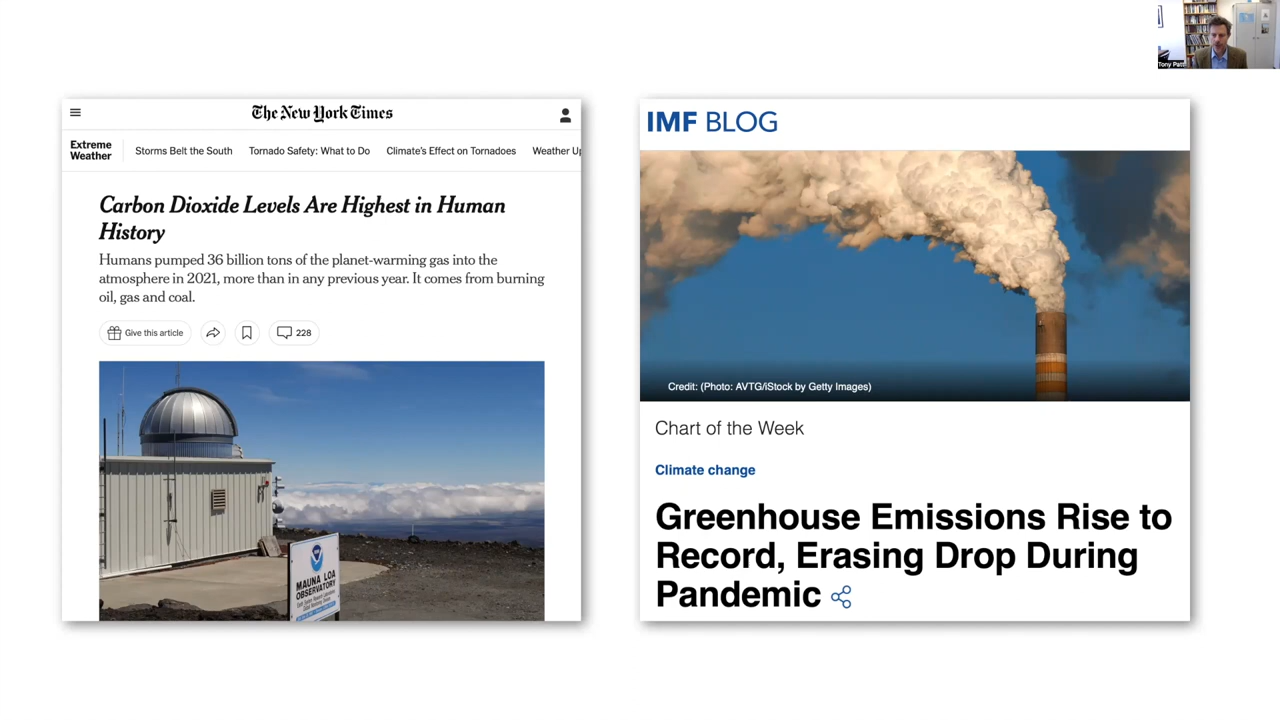 Tony Patt
The New York Times
Extreme
Weather
Storms Belt the South
Tornado Safety: What to Do
Climate's Effect on Tornadoes
Weather Up
Carbon Dioxide Levels Are Highest in Human
History
Humans pumped 36 billion tons of the planet-warming gas into the
atmosphere in 2021, more than in any previous year. It comes from burning
oil, gas and coal.
Give this article
228
MAUNA LOA
OBSERVATORY
IMF BLOG
Credit: (Photo: AVTG/iStock by Getty Images)
Chart of the Week
Climate change
Greenhouse Emissions Rise to
Record, Erasing Drop During
Pandemic